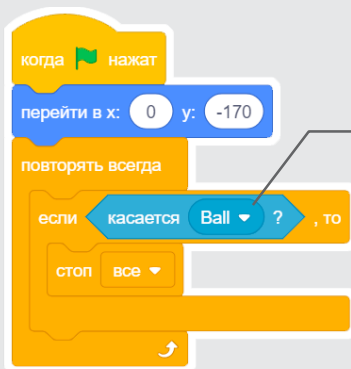 когда нажат
перейти в x: 0 y: -170
повторять всегда
если касается Ball ? , то
стоп все